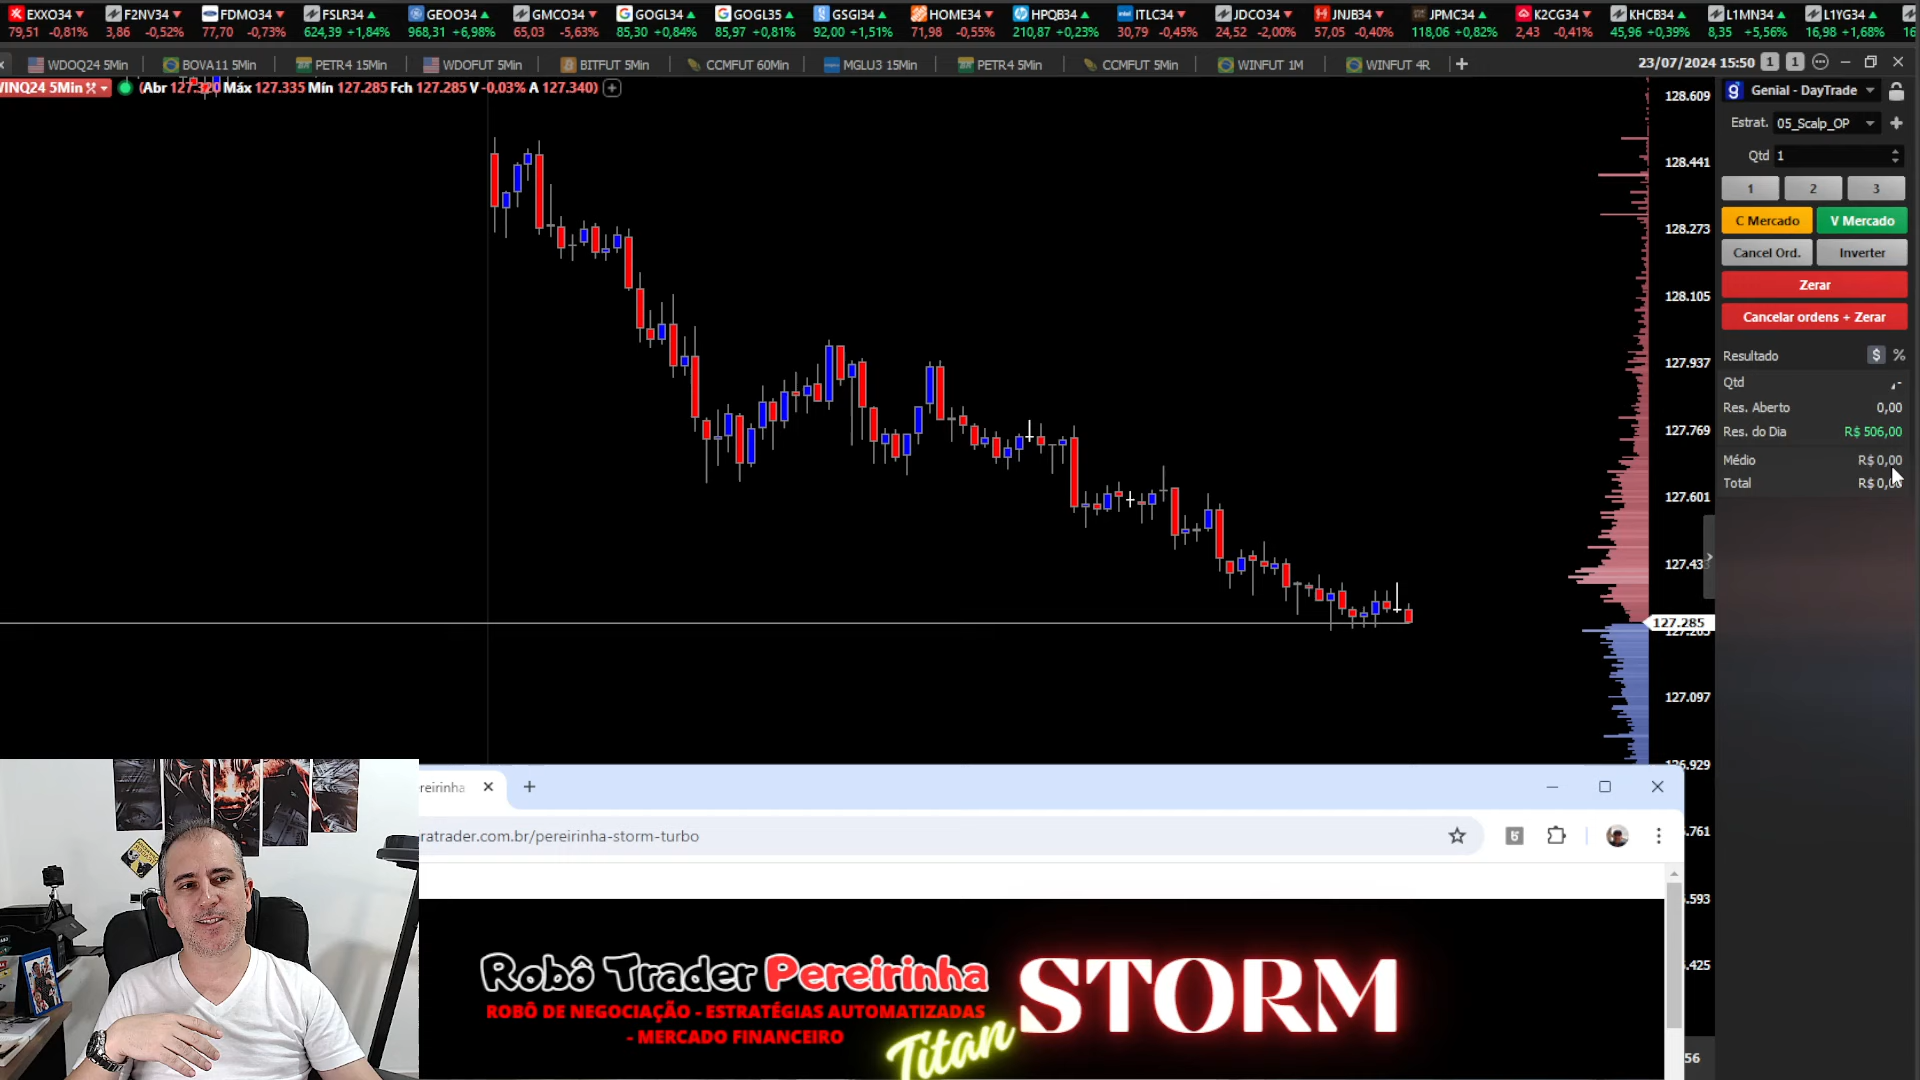 EXXO34 F2NV34 FDMO34 FSLR34 GEOO34 GMCO34 GOGL34 GOGL35 GSGI34 HOME34 HPQB34 ITLC34 JDCO34 JNJB34 JPMC34 K2CG34 KHCB34 L1MN34 L1YG34
79,51 -0,81% 3,86 -0,52% 77,70 -0,73% 624,39 +1,84% 968,31 +6,98% 65,03 -5,63% 85,30 +0,84% 85,97 +0,81% 92,00 +1,51% 71,98 -0,55% 210,87 +0,23% 30,79 -0,45% 24,52 -2,00% 57,05 -0,40% 118,06 +0,82% 2,43 -0,41% 45,96 +0,39% 8,35 +5,56% 16,98 +1,68%
WDOQ24 5Min BOVA11 5Min PETR4 15Min WDOFUT 5Min BITFUT 5Min CCMFUT 60Min MGLU3 15Min PETR4 5Min CCMFUT 5Min WINFUT 1M WINFUT 4R 23/07/2024 15:50 1 1
WINQ24 5Min (Abr 127.320 Máx 127.335 Mín 127.285 Fch 127.285 V -0,03% A 127.340)
128.609
128.441
128.273
128.105
127.937
127.769
127.601
127.433
127.285
127.097
Genial - DayTrade
Estrat. 05_Scalp_OP
Qtd 1
1 2 3
C Mercado V Mercado
Cancel Ord. Inverter
Zerar
Cancelar ordens + Zerar
Resultado $ %
Qtd
Res. Aberto 0,00
Res. do Dia R$ 506,00
Médio R$ 0,00
Total R$ 0,00
reirinha
ratrader.com.br/pereirinha-storm-turbo
Robô Trader Pereirinha
ROBÔ DE NEGOCIAÇÃO - ESTRATÉGIAS AUTOMATIZADAS
- MERCADO FINANCEIRO
STORM
Titan